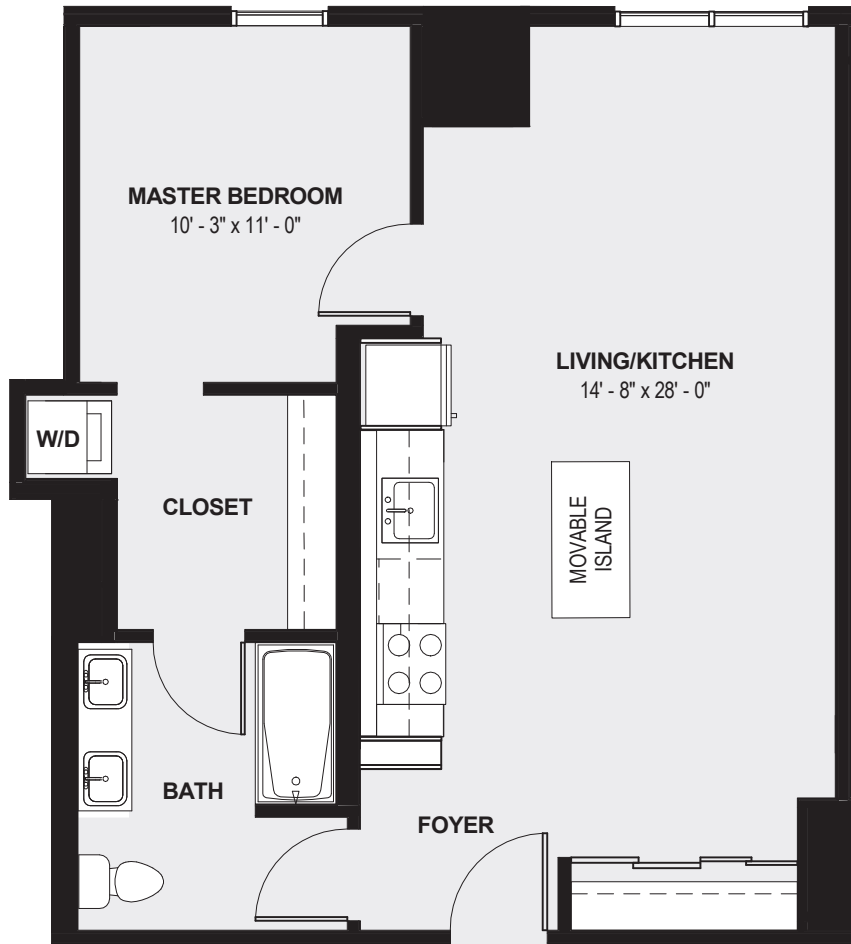 MASTER BEDROOM
10' - 3" x 11' - 0"
LIVING/KITCHEN
14' - 8" x 28' - 0"
W/D
CLOSET
MOVABLE
ISLAND
BATH
FOYER